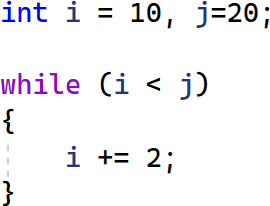 int i = 10, j=20;
while (i < j)
{
    i += 2;
}